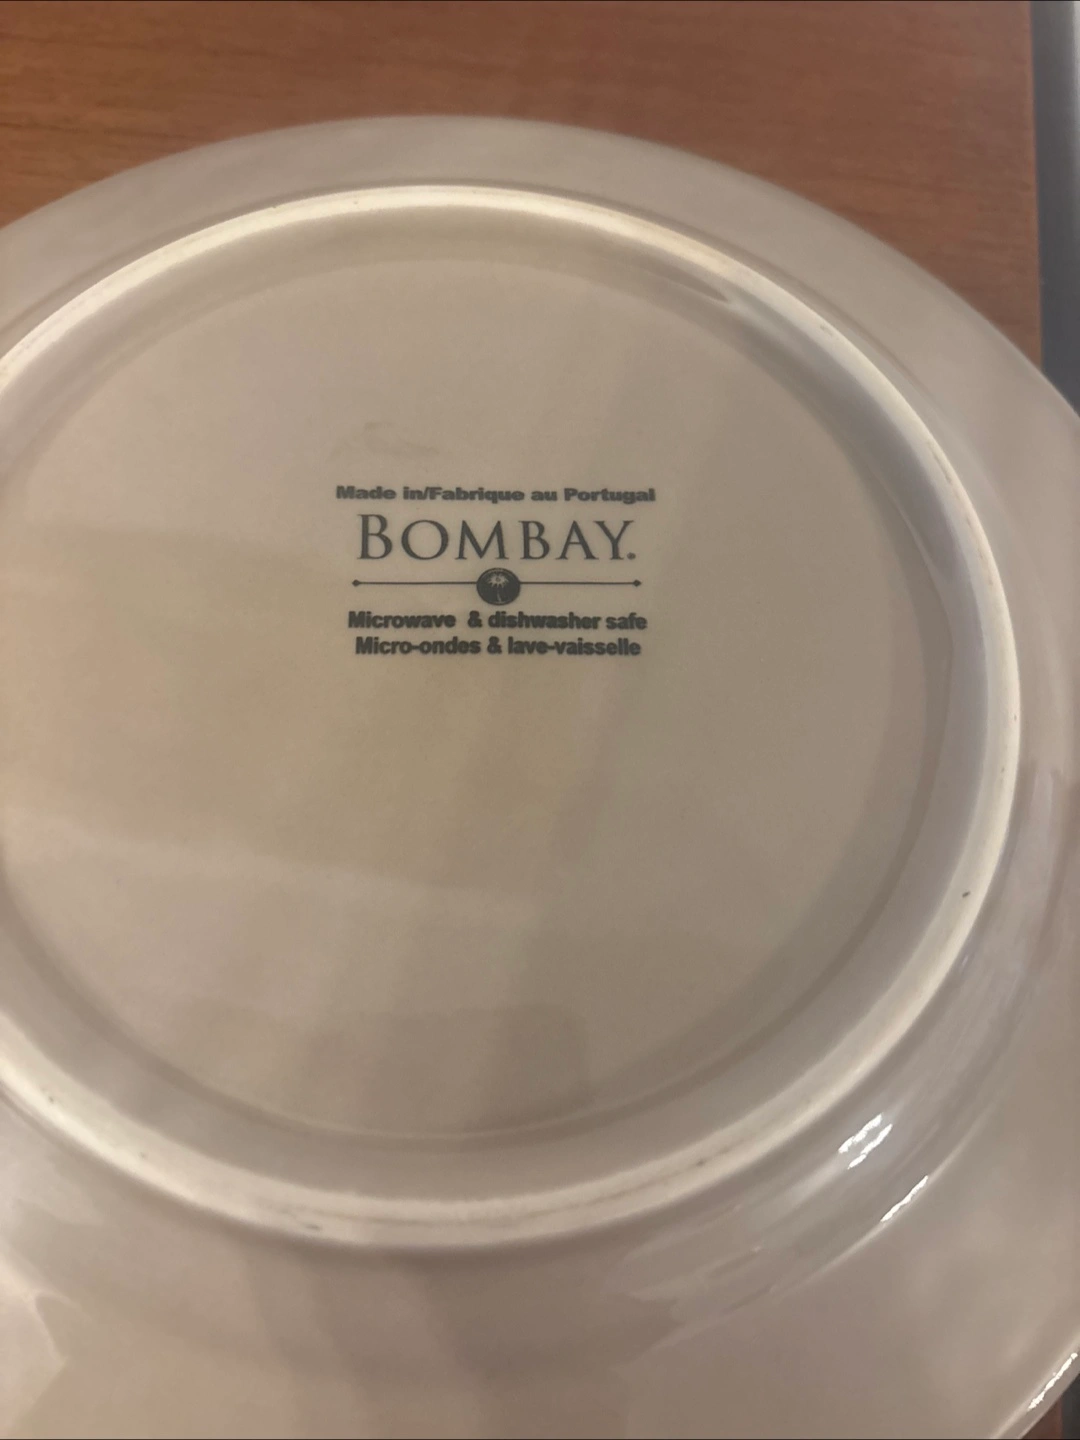 Made in/Fabrique au Portugal
BOMBAY.
Microwave & dishwasher safe
Micro-ondes & lave-vaisselle